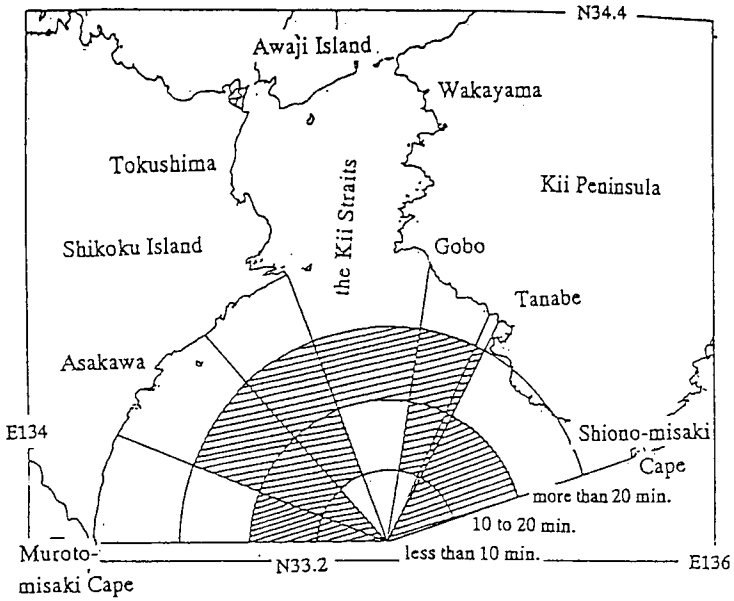 N34.4
Awaji Island
Wakayama
Tokushima
Kii Peninsula
the Kii Straits
Shikoku Island
Gobo
Tanabe
Asakawa
E134
Shiono-misaki
Cape
more than 20 min.
10 to 20 min.
less than 10 min.
Muroto-
misaki Cape
N33.2
E136